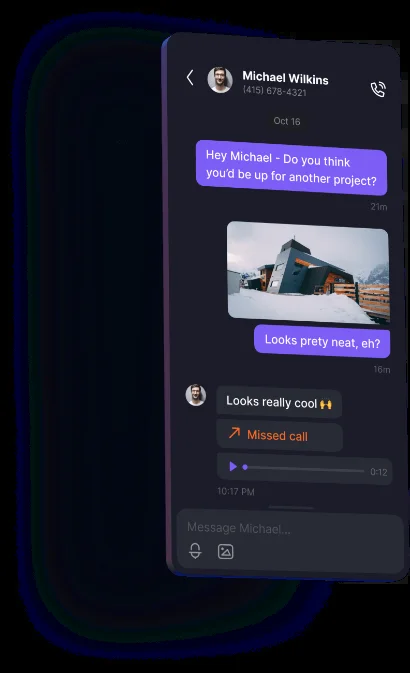 Michael Wilkins
(415) 678-4321
Oct 16
Hey Michael - Do you think
you'd be up for another project?
21m
Looks prety neat, eh?
16m
Looks really cool 🙌
Missed call
0:12
10:17 PM
Message Michael...